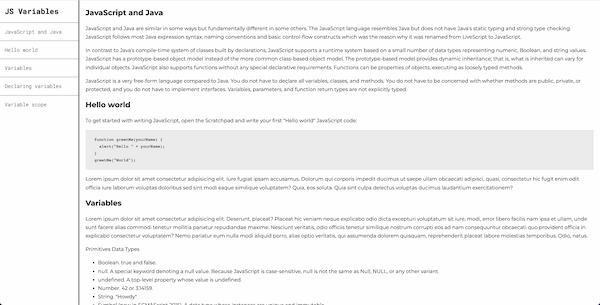 JS Variables
JavaScript and Java
Hello world
Variables
Declaring variables
Variable scope
JavaScript and Java
JavaScript and Java are similar in some ways but fundamentally different in some others. The JavaScript language resembles Java but does not have Java's static typing and strong type checking.
JavaScript follows most Java expression syntax, naming conventions and basic control-flow constructs which was the reason why it was renamed from LiveScript to JavaScript.
In contrast to Java's compile-time system of classes built by declarations, JavaScript supports a runtime system based on a small number of data types representing numeric, Boolean, and string values.
JavaScript has a prototype-based object model instead of the more common class-based object model. The prototype-based model provides dynamic inheritance; that is, what is inherited can vary for
individual objects. JavaScript also supports functions without any special declarative requirements. Functions can be properties of objects, executing as loosely typed methods.
JavaScript is a very free-form language compared to Java. You do not have to declare all variables, classes, and methods. You do not have to be concerned with whether methods are public, private, or
protected, and you do not have to implement interfaces. Variables, parameters, and function return types are not explicitly typed.
Hello world
To get started with writing JavaScript, open the Scratchpad and write your first "Hello world" JavaScript code:
function greetMe(yourName) {
alert("Hello " + yourName);
}
greetMe("World");
Lorem ipsum dolor sit amet consectetur adipisicing elit. Iure fugiat ipsam accusamus. Dolorum qui corporis impedit ducimus ut saepe ullam obcaecati adipisci, quasi, consectetur hic fugit enim odit
officia iure laborum voluptas doloribus sed sint modi eaque similique voluptatem? Quia, eos soluta. Quia sint culpa delectus voluptas ducimus laudantium exercitationem?
Variables
Lorem ipsum dolor sit amet consectetur adipisicing elit. Deserunt, placeat? Placeat hic veniam neque explicabo odio dicta excepturi voluptatum sit iure, modi, error libero facilis nam ipsa et ullam, unde
sunt facere alias commodi tenetur mollitia pariatur repudiandae maxime. Nesciunt veritatis, odio officiis tenetur similique nostrum corrupti eos ad nam consequuntur obcaecati quo provident officia in
explicabo consectetur voluptatem? Nemo pariatur eum nulla modi aliquid porro, alias optio veritatis, qui assumenda dolorem quisquam, reprehenderit placeat labore molestias temporibus. Odio, natus.
Primitives Data Types
Boolean. true and false.
null. A special keyword denoting a null value. Because JavaScript is case-sensitive, null is not the same as Null, NULL, or any other variant.
undefined. A top-level property whose value is undefined.
Number. 42 or 3.14159.
String. "Howdy"